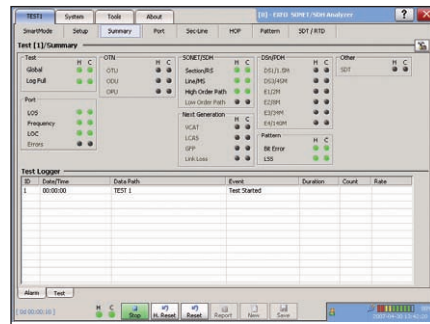 TEST1 System Tools About [0] - EXFO SONET/SDH Analyzer ?
SmartMode Setup Summary Port Sec-Line HOP Pattern SDT / RTD
Test [1]/Summary
Test H C
Global
Log Full
Port
LOS
Frequency
LOC
Errors
OTN H C
OTU
ODU
OPU
SONET/SDH H C
Section/RS
Line/MS
High Order Path
Low Order Path
Next Generation H C
VCAT
LCAS
GFP
Link Loss
DSn/PDH H C
DS1/1.5M
DS3/45M
E1/2M
E2/8M
E3/34M
E4/140M
Pattern H C
Bit Error
LSS
Other H C
SDT
Test Logger
ID Date/Time Data Path Event Duration Count Rate
1 00:00:00 TEST 1 Test Started
Alarm Test
H C Stop H. Reset Reset Report New Save